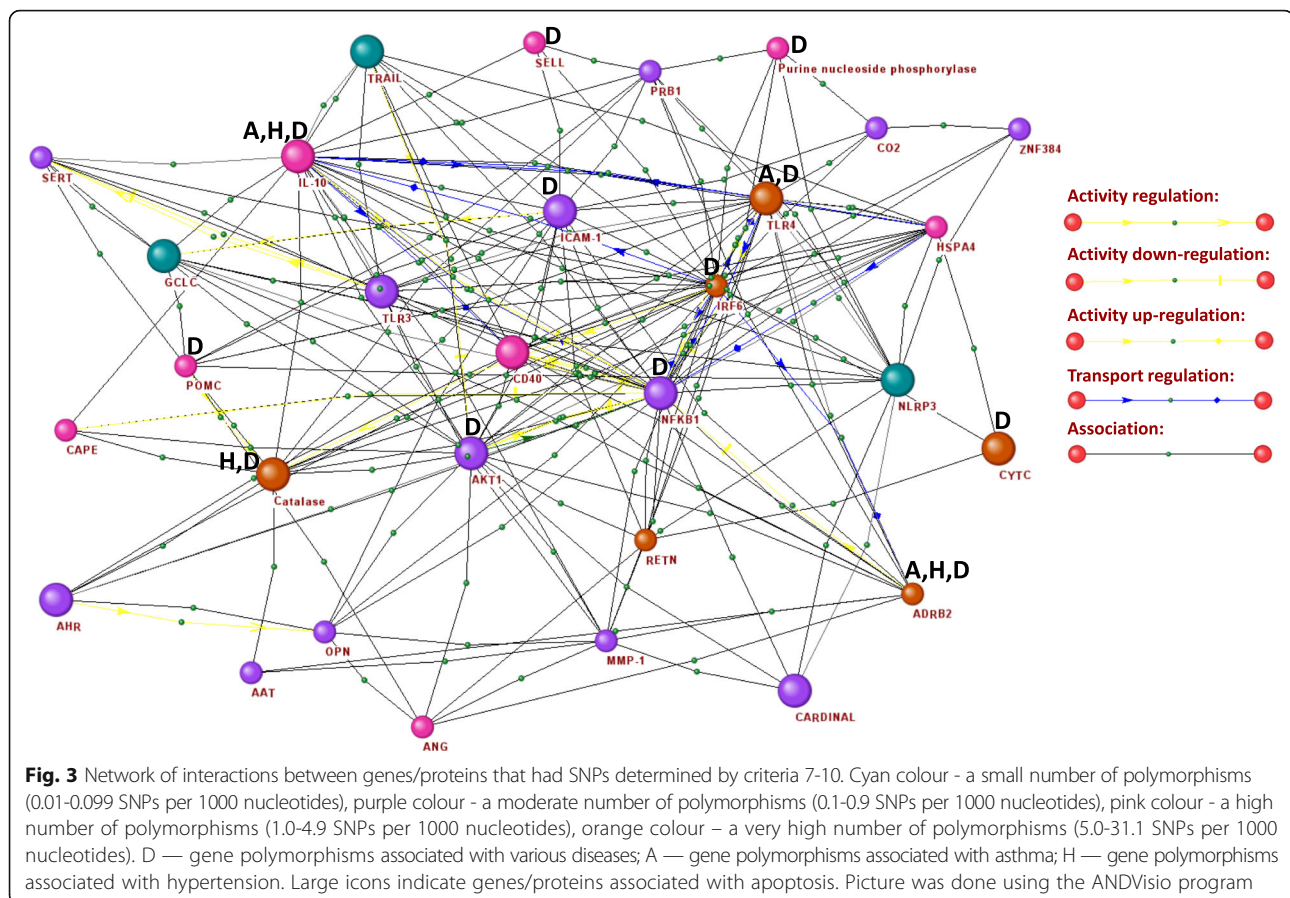 D
SELL
D
Purine nucleoside phosphorylase
TRAIL
PRB1
A,H,D
IL-10
CO2
ZNF384
SERT
D
ICAM-1
A,D
TLR4
HSPA4
GCLC
TLR3
D
IRF6
D
POMC
CD40
D
NFKB1
NLRP3
CAPE
H,D
Catalase
D
AKT1
D
CYTC
RETN
A,H,D
ADRB2
AHR
OPN
MMP-1
AAT
CARDINAL
ANG
Activity regulation:
Activity down-regulation:
Activity up-regulation:
Transport regulation:
Association:
Fig. 3 Network of interactions between genes/proteins that had SNPs determined by criteria 7-10. Cyan colour - a small number of polymorphisms
(0.01-0.099 SNPs per 1000 nucleotides), purple colour - a moderate number of polymorphisms (0.1-0.9 SNPs per 1000 nucleotides), pink colour - a high
number of polymorphisms (1.0-4.9 SNPs per 1000 nucleotides), orange colour – a very high number of polymorphisms (5.0-31.1 SNPs per 1000
nucleotides). D — gene polymorphisms associated with various diseases; A — gene polymorphisms associated with asthma; H — gene polymorphisms
associated with hypertension. Large icons indicate genes/proteins associated with apoptosis. Picture was done using the ANDVisio program